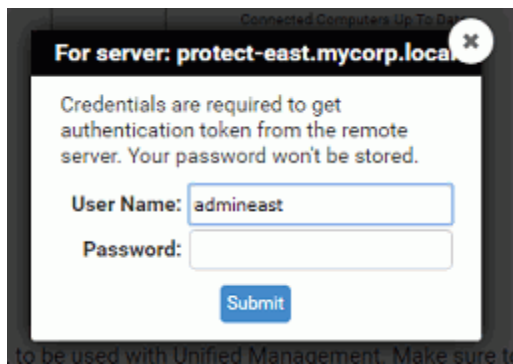 Connected Computers Up To Date
For server: protect-east.mycorp.local
Credentials are required to get
authentication token from the remote
server. Your password won't be stored.
User Name: admineast
Password:
Submit
to be used with Unified Management. Make sure t